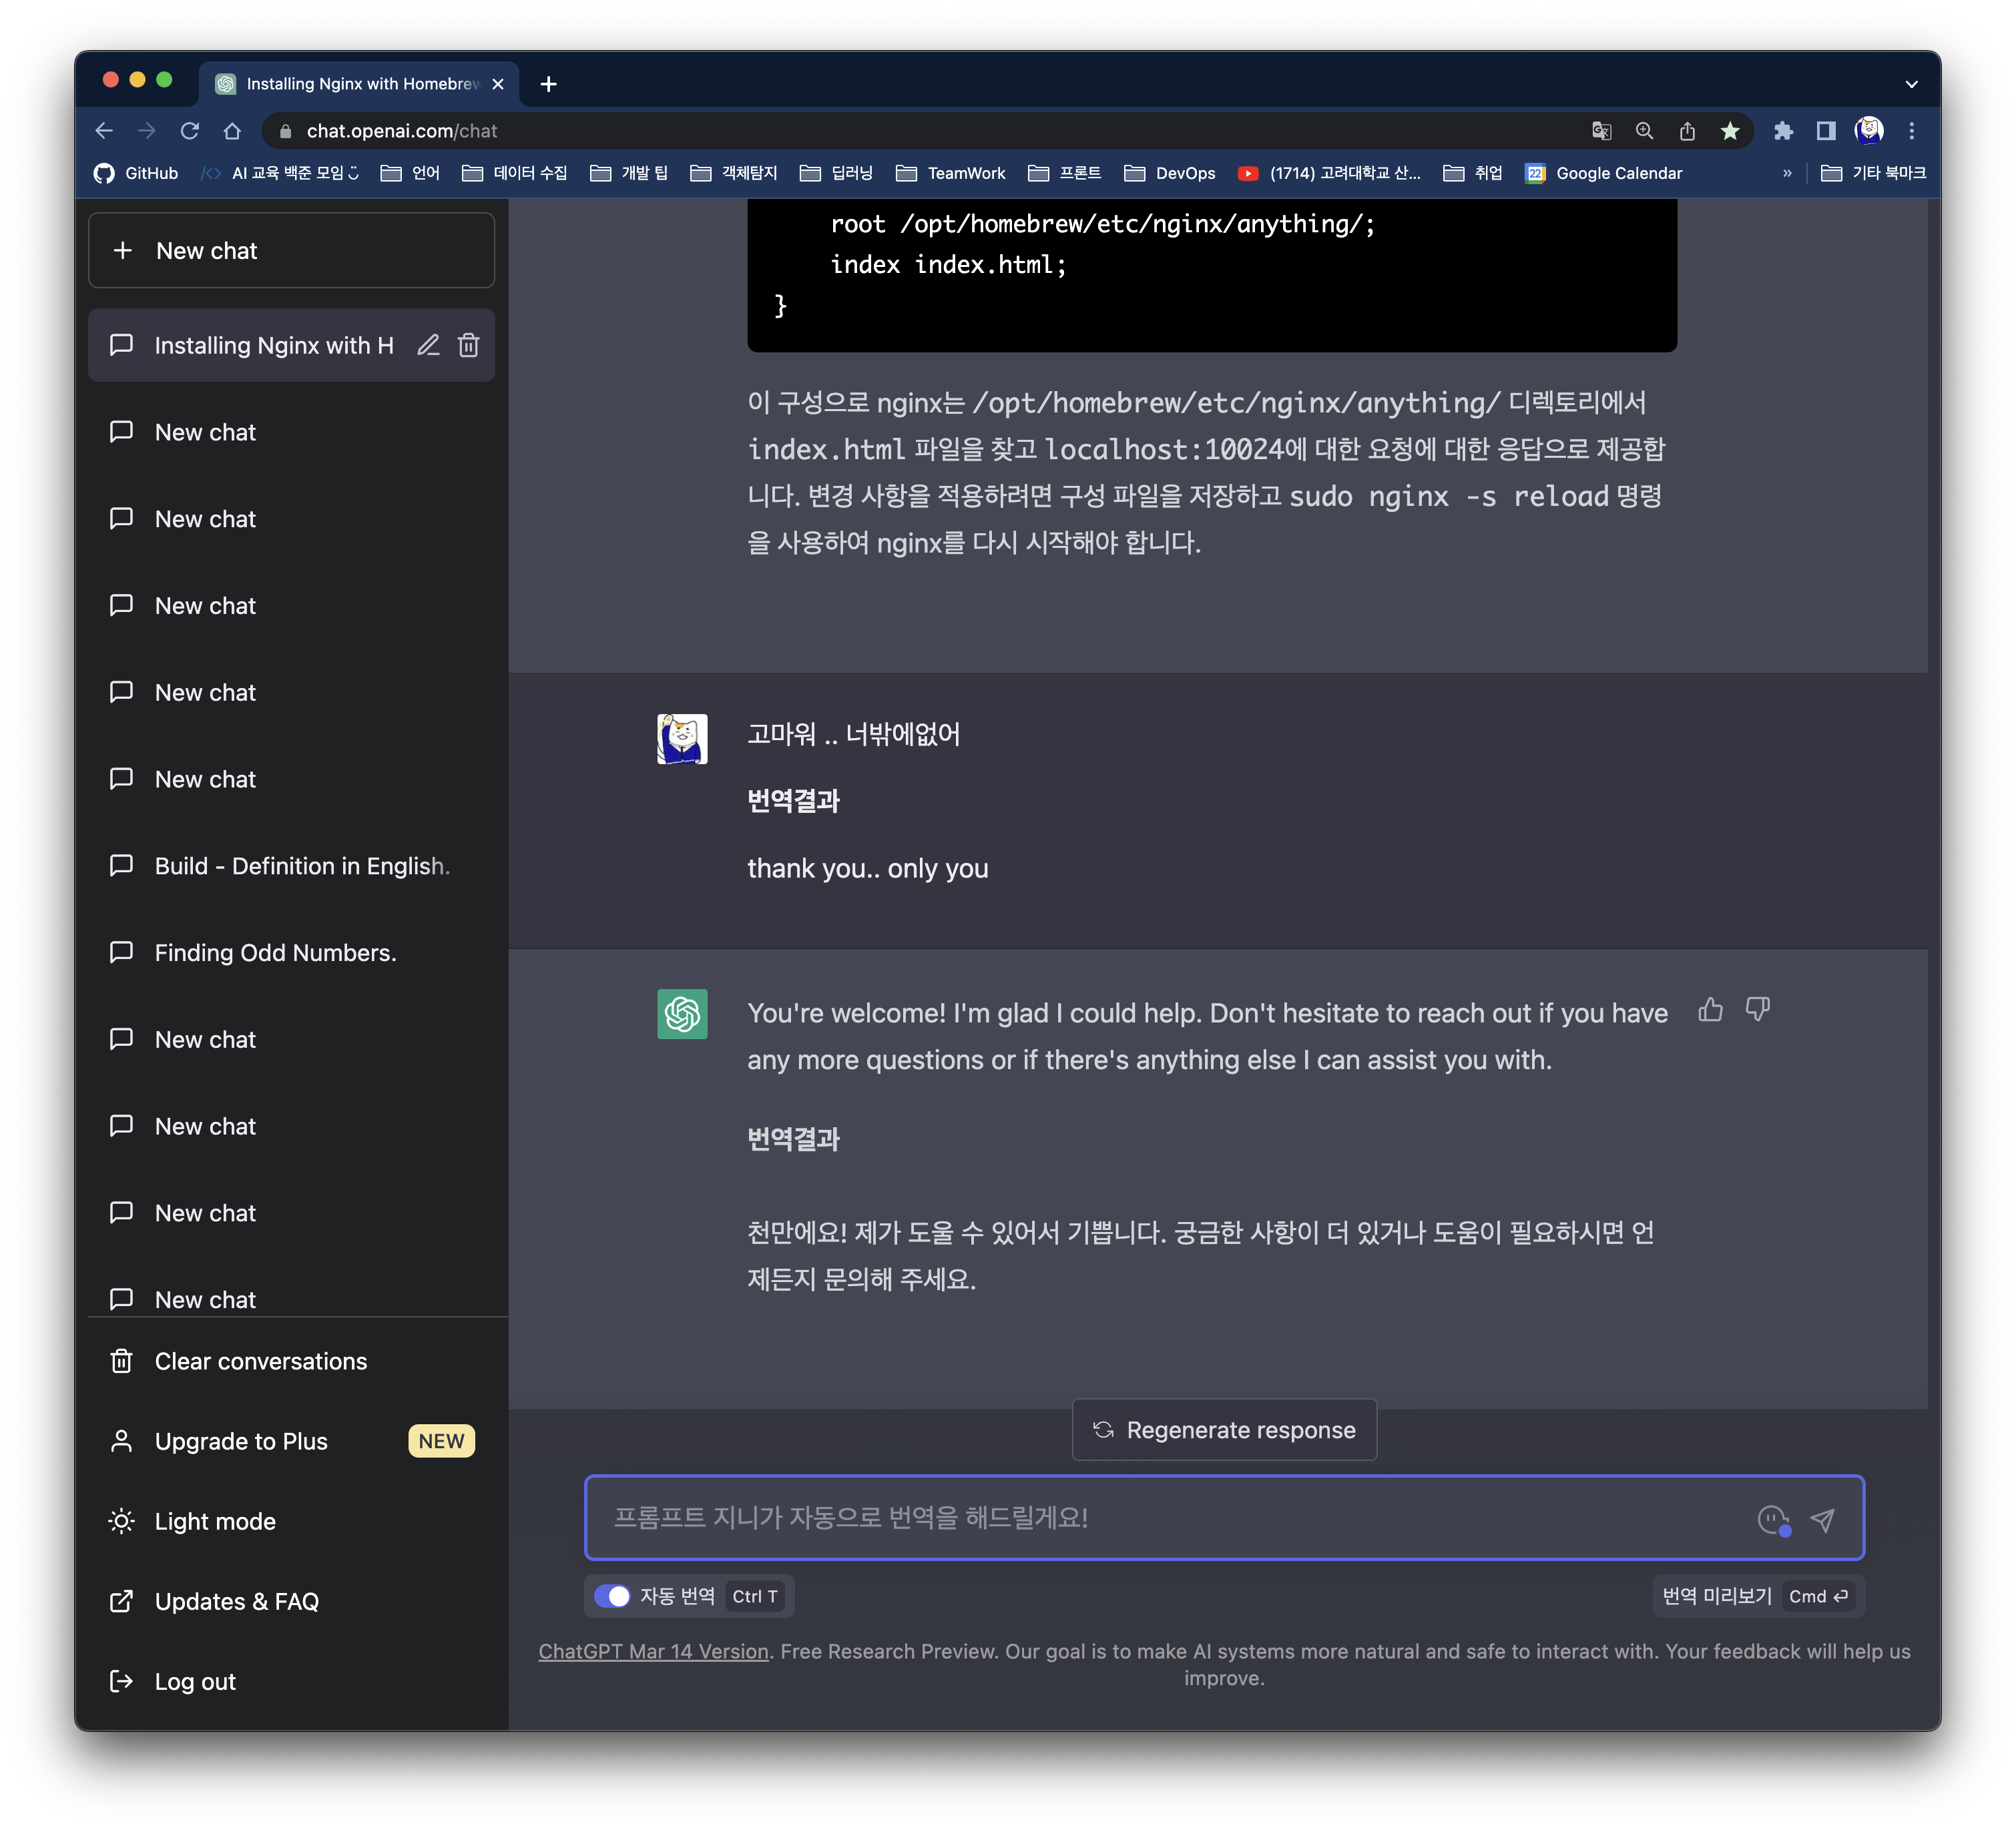 Installing Nginx with Homebrew
chat.openai.com/chat
GitHub
AI 교육 백준 모임
언어
데이터 수집
개발 팁
객체탐지
딥러닝
TeamWork
프론트
DevOps
(1714) 고려대학교 산...
취업
22
Google Calendar
»
기타 북마크
+ New chat
Installing Nginx with H
New chat
New chat
New chat
New chat
New chat
Build - Definition in English.
Finding Odd Numbers.
New chat
New chat
New chat
New chat
Clear conversations
Upgrade to Plus NEW
Light mode
Updates & FAQ
Log out
root /opt/homebrew/etc/nginx/anything/;
index index.html;
}
이 구성으로 nginx는 /opt/homebrew/etc/nginx/anything/ 디렉토리에서
index.html 파일을 찾고 localhost:10024에 대한 요청에 대한 응답으로 제공합
니다. 변경 사항을 적용하려면 구성 파일을 저장하고 sudo nginx -s reload 명령
을 사용하여 nginx를 다시 시작해야 합니다.
고마워 .. 너밖에없어
번역결과
thank you.. only you
You're welcome! I'm glad I could help. Don't hesitate to reach out if you have
any more questions or if there's anything else I can assist you with.
번역결과
천만에요! 제가 도울 수 있어서 기쁩니다. 궁금한 사항이 더 있거나 도움이 필요하시면 언
제든지 문의해 주세요.
Regenerate response
프롬프트 지니가 자동으로 번역을 해드릴게요!
자동 번역 Ctrl T
번역 미리보기 Cmd ⏎
ChatGPT Mar 14 Version. Free Research Preview. Our goal is to make AI systems more natural and safe to interact with. Your feedback will help us
improve.